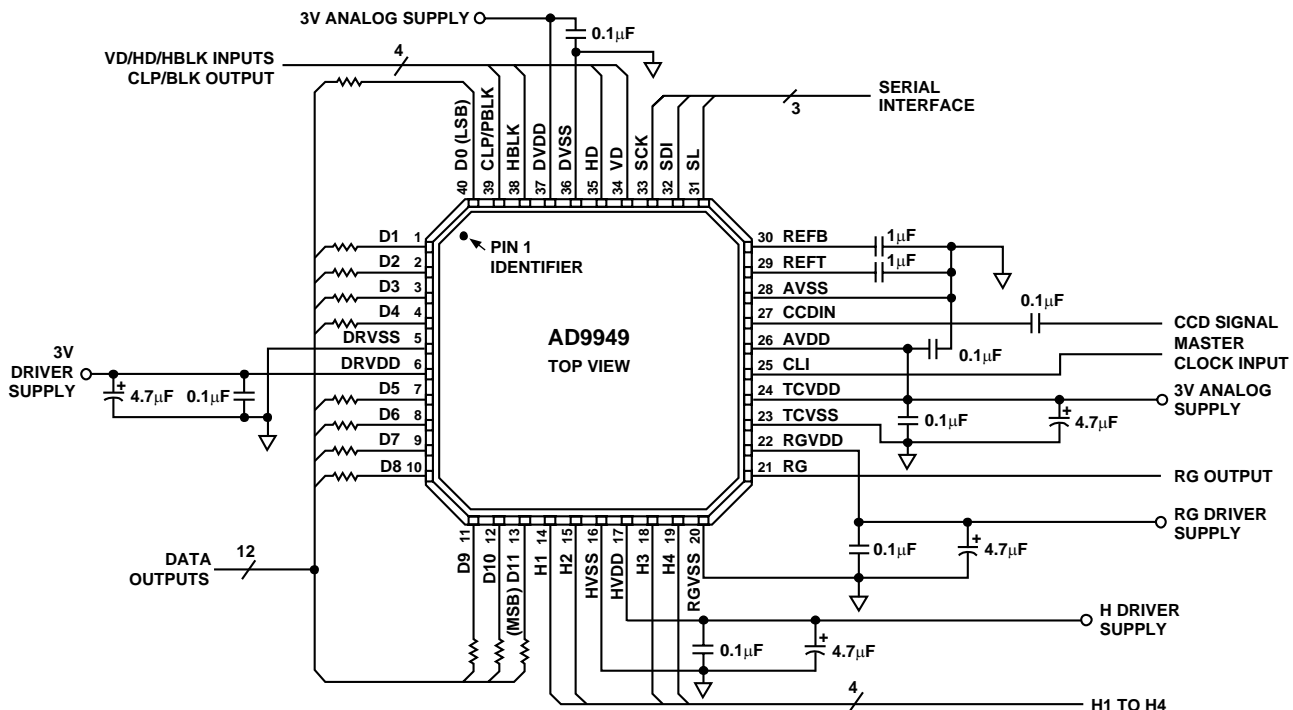 3V ANALOG SUPPLY
0.1μF
VD/HD/HBLK INPUTS
CLP/BLK OUTPUT
4
SERIAL
INTERFACE
3
D0 (LSB)
CLP/PBLK
HBLK
DVDD
DVSS
HD
VD
SCK
SDI
SL
40
39
38
37
36
35
34
33
32
31
D1 1
D2 2
D3 3
D4 4
DRVSS 5
DRVDD 6
D5 7
D6 8
D7 9
D8 10
PIN 1
IDENTIFIER
AD9949
TOP VIEW
30 REFB
1μF
29 REFT
1μF
28 AVSS
27 CCDIN
0.1μF
26 AVDD
0.1μF
25 CLI
24 TCVDD
23 TCVSS
22 RGVDD
21 RG
CCD SIGNAL
MASTER
CLOCK INPUT
3V ANALOG
SUPPLY
0.1μF
4.7μF
RG OUTPUT
3V
DRIVER
SUPPLY
+
4.7μF
0.1μF
+
RG DRIVER
SUPPLY
0.1μF
+
4.7μF
DATA
OUTPUTS
12
11
12
13
14
15
16
17
18
19
20
D9
D10
(MSB) D11
H1
H2
HVSS
HVDD
H3
H4
RGVSS
H DRIVER
SUPPLY
0.1μF
+
4.7μF
4
H1 TO H4